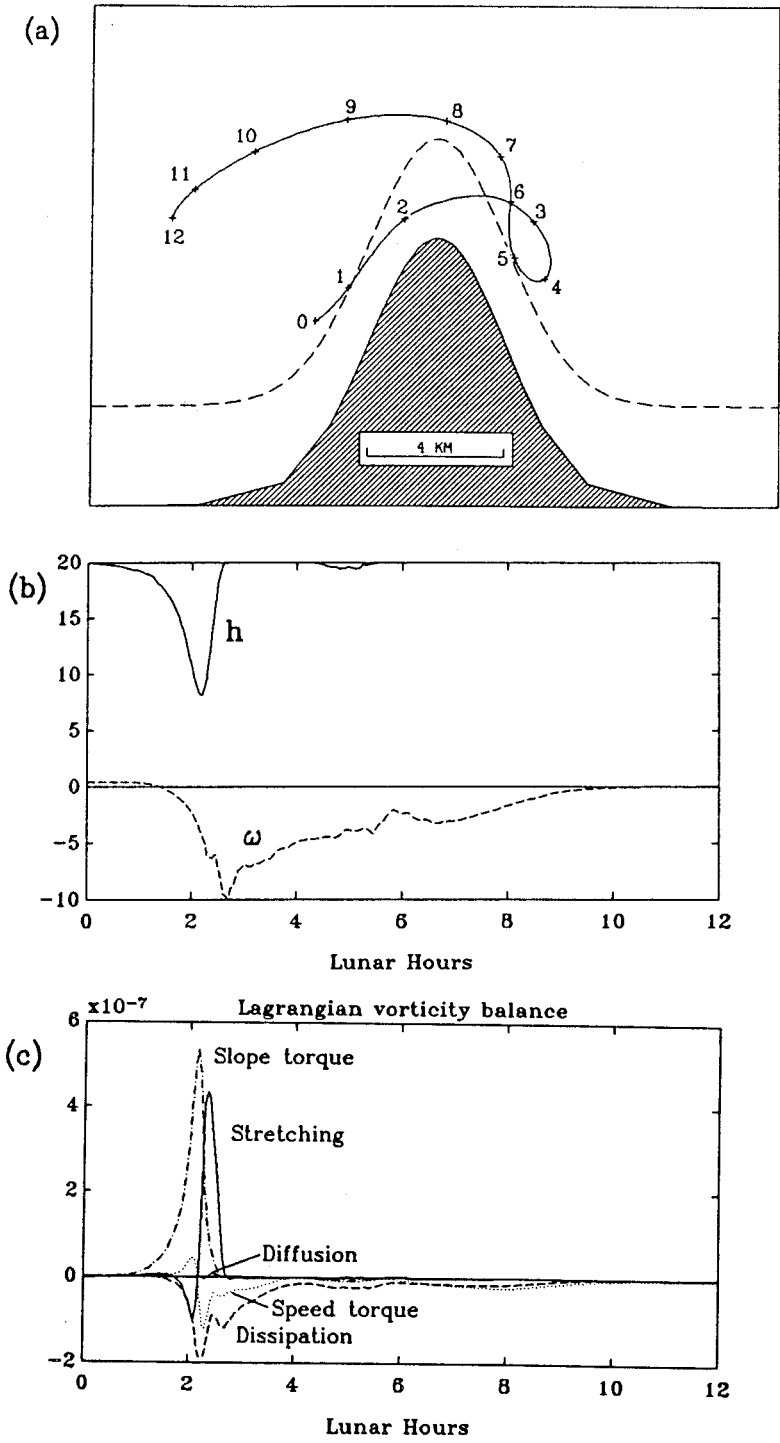 (a)
9
8
10
7
11
6
2
3
12
5
4
1
0
4 KM
(b)
20
15
h
10
5
0
ω
−5
−10
0 2 4 6 8 10 12
Lunar Hours
x10⁻⁷ Lagrangian vorticity balance
(c)
6
Slope torque
4
Stretching
2
Diffusion
0
Speed torque
Dissipation
−2
0 2 4 6 8 10 12
Lunar Hours